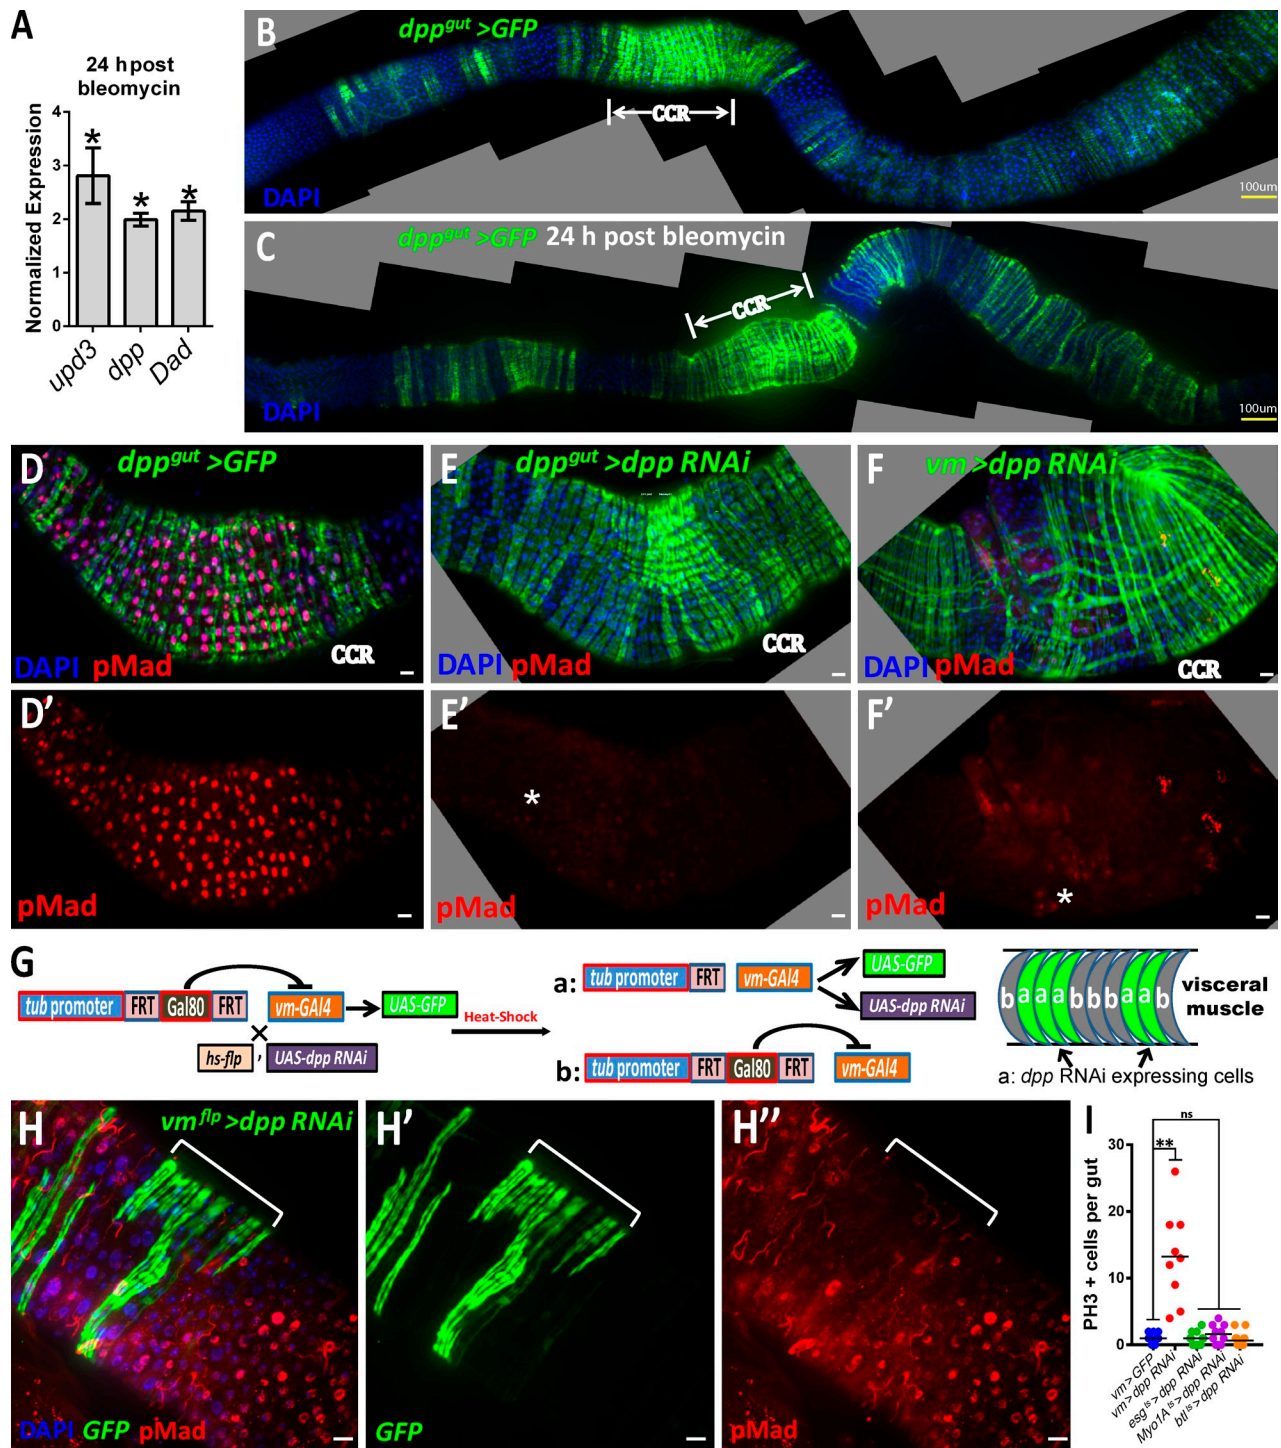 A
24 h post
bleomycin
Normalized Expression
4
3
2
1
0
*
*
*
upd3
dpp
Dad
B
dppgut >GFP
CCR
DAPI
100um
C
dppgut >GFP 24 h post bleomycin
CCR
DAPI
100um
D
dppgut >GFP
CCR
DAPI pMad
E
dppgut >dpp RNAi
CCR
DAPI pMad
F
vm>dpp RNAi
CCR
DAPI pMad
D’
pMad
E’
*
pMad
F’
*
pMad
G
tub promoter FRT Gal80 FRT vm-GAl4 UAS-GFP
hs-flp , UAS-dpp RNAi
Heat-Shock
a: tub promoter FRT vm-GAl4
UAS-GFP
UAS-dpp RNAi
b: tub promoter FRT Gal80 FRT vm-GAl4
b a a a b b b a a b
visceral
muscle
a: dpp RNAi expressing cells
H
vmflp >dpp RNAi
DAPI GFP pMad
H’
GFP
H’’
pMad
I
ns
**
PH3 + cells per gut
30
20
10
0
vm>GFP
vm>dpp RNAi
esgts>dpp RNAi
Myo1Ats>dpp RNAi
btlts>dpp RNAi